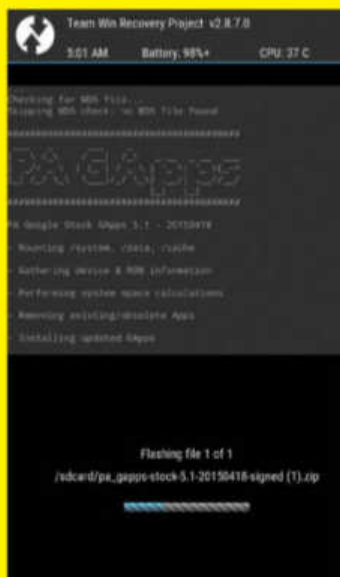 Team Win Recovery Project v2.8.7.0
5:01 AM Battery: 98%+ CPU: 37 C
Checking for MD5 file...
Skipping MD5 check: no MD5 file found
##########################################
PA GApps
##########################################
PA Google Stock GApps 5.1 - 20150418
- Mounting /system, /data, /cache
- Gathering device & ROM information
- Performing system space calculations
- Removing existing/obsolete Apps
- Installing updated GApps
Flashing file 1 of 1
/sdcard/pa_gapps-stock-5.1-20150418-signed (1).zip